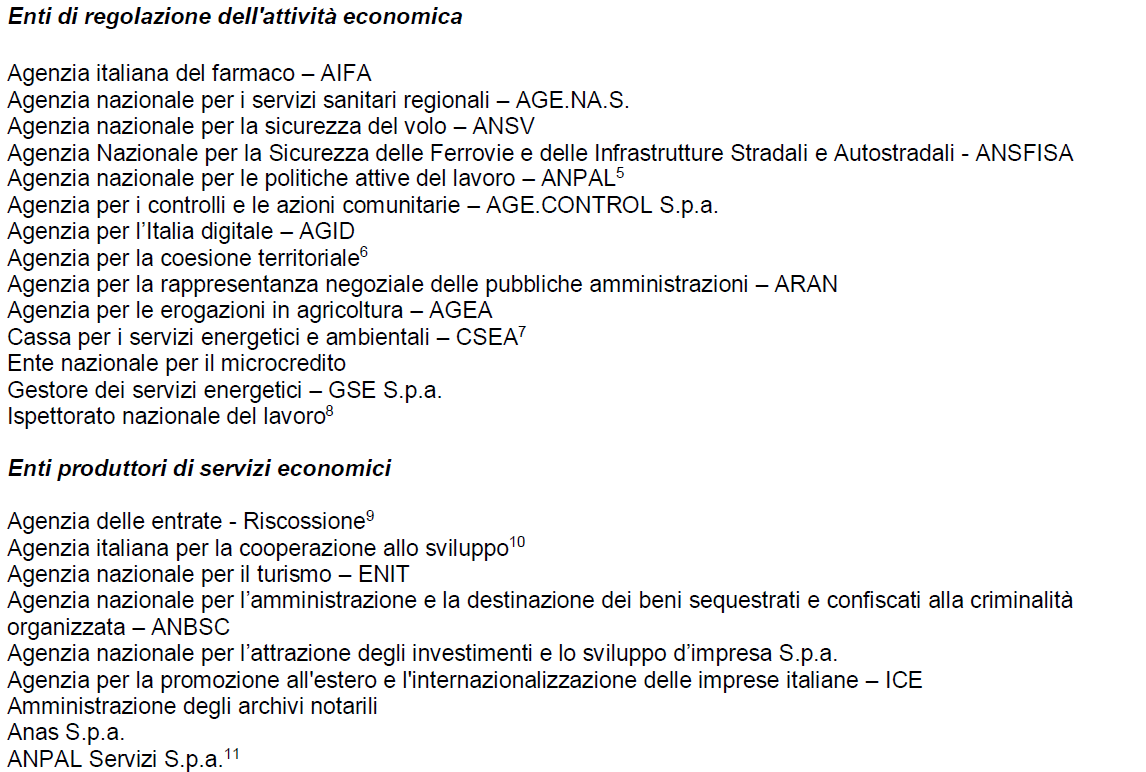 Enti di regolazione dell'attività economica
Agenzia italiana del farmaco – AIFA
Agenzia nazionale per i servizi sanitari regionali – AGE.NA.S.
Agenzia nazionale per la sicurezza del volo – ANSV
Agenzia Nazionale per la Sicurezza delle Ferrovie e delle Infrastrutture Stradali e Autostradali - ANSFISA
Agenzia nazionale per le politiche attive del lavoro – ANPAL⁵
Agenzia per i controlli e le azioni comunitarie – AGE.CONTROL S.p.a.
Agenzia per l’Italia digitale – AGID
Agenzia per la coesione territoriale⁶
Agenzia per la rappresentanza negoziale delle pubbliche amministrazioni – ARAN
Agenzia per le erogazioni in agricoltura – AGEA
Cassa per i servizi energetici e ambientali – CSEA⁷
Ente nazionale per il microcredito
Gestore dei servizi energetici – GSE S.p.a.
Ispettorato nazionale del lavoro⁸
Enti produttori di servizi economici
Agenzia delle entrate - Riscossione⁹
Agenzia italiana per la cooperazione allo sviluppo¹⁰
Agenzia nazionale per il turismo – ENIT
Agenzia nazionale per l’amministrazione e la destinazione dei beni sequestrati e confiscati alla criminalità
organizzata – ANBSC
Agenzia nazionale per l’attrazione degli investimenti e lo sviluppo d’impresa S.p.a.
Agenzia per la promozione all'estero e l'internazionalizzazione delle imprese italiane – ICE
Amministrazione degli archivi notarili
Anas S.p.a.
ANPAL Servizi S.p.a.¹¹